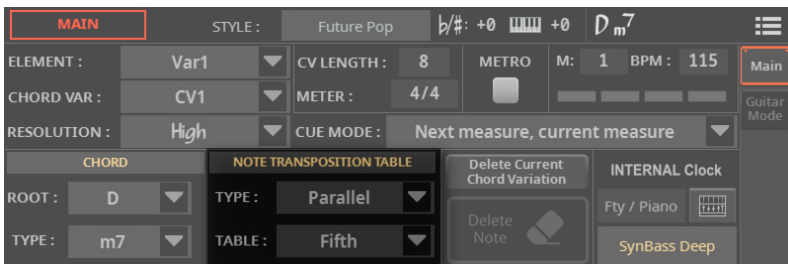 MAIN STYLE : Future Pop ♭/#: +0 +0 D m7
ELEMENT : Var1 CV LENGTH : 8 METRO M: 1 BPM : 115 Main
CHORD VAR : CV1 METER : 4/4 Guitar Mode
RESOLUTION : High CUE MODE : Next measure, current measure
CHORD NOTE TRANSPOSITION TABLE Delete Current Chord Variation INTERNAL Clock
ROOT : D TYPE : Parallel Delete Note Fty / Piano
TYPE : m7 TABLE : Fifth SynBass Deep